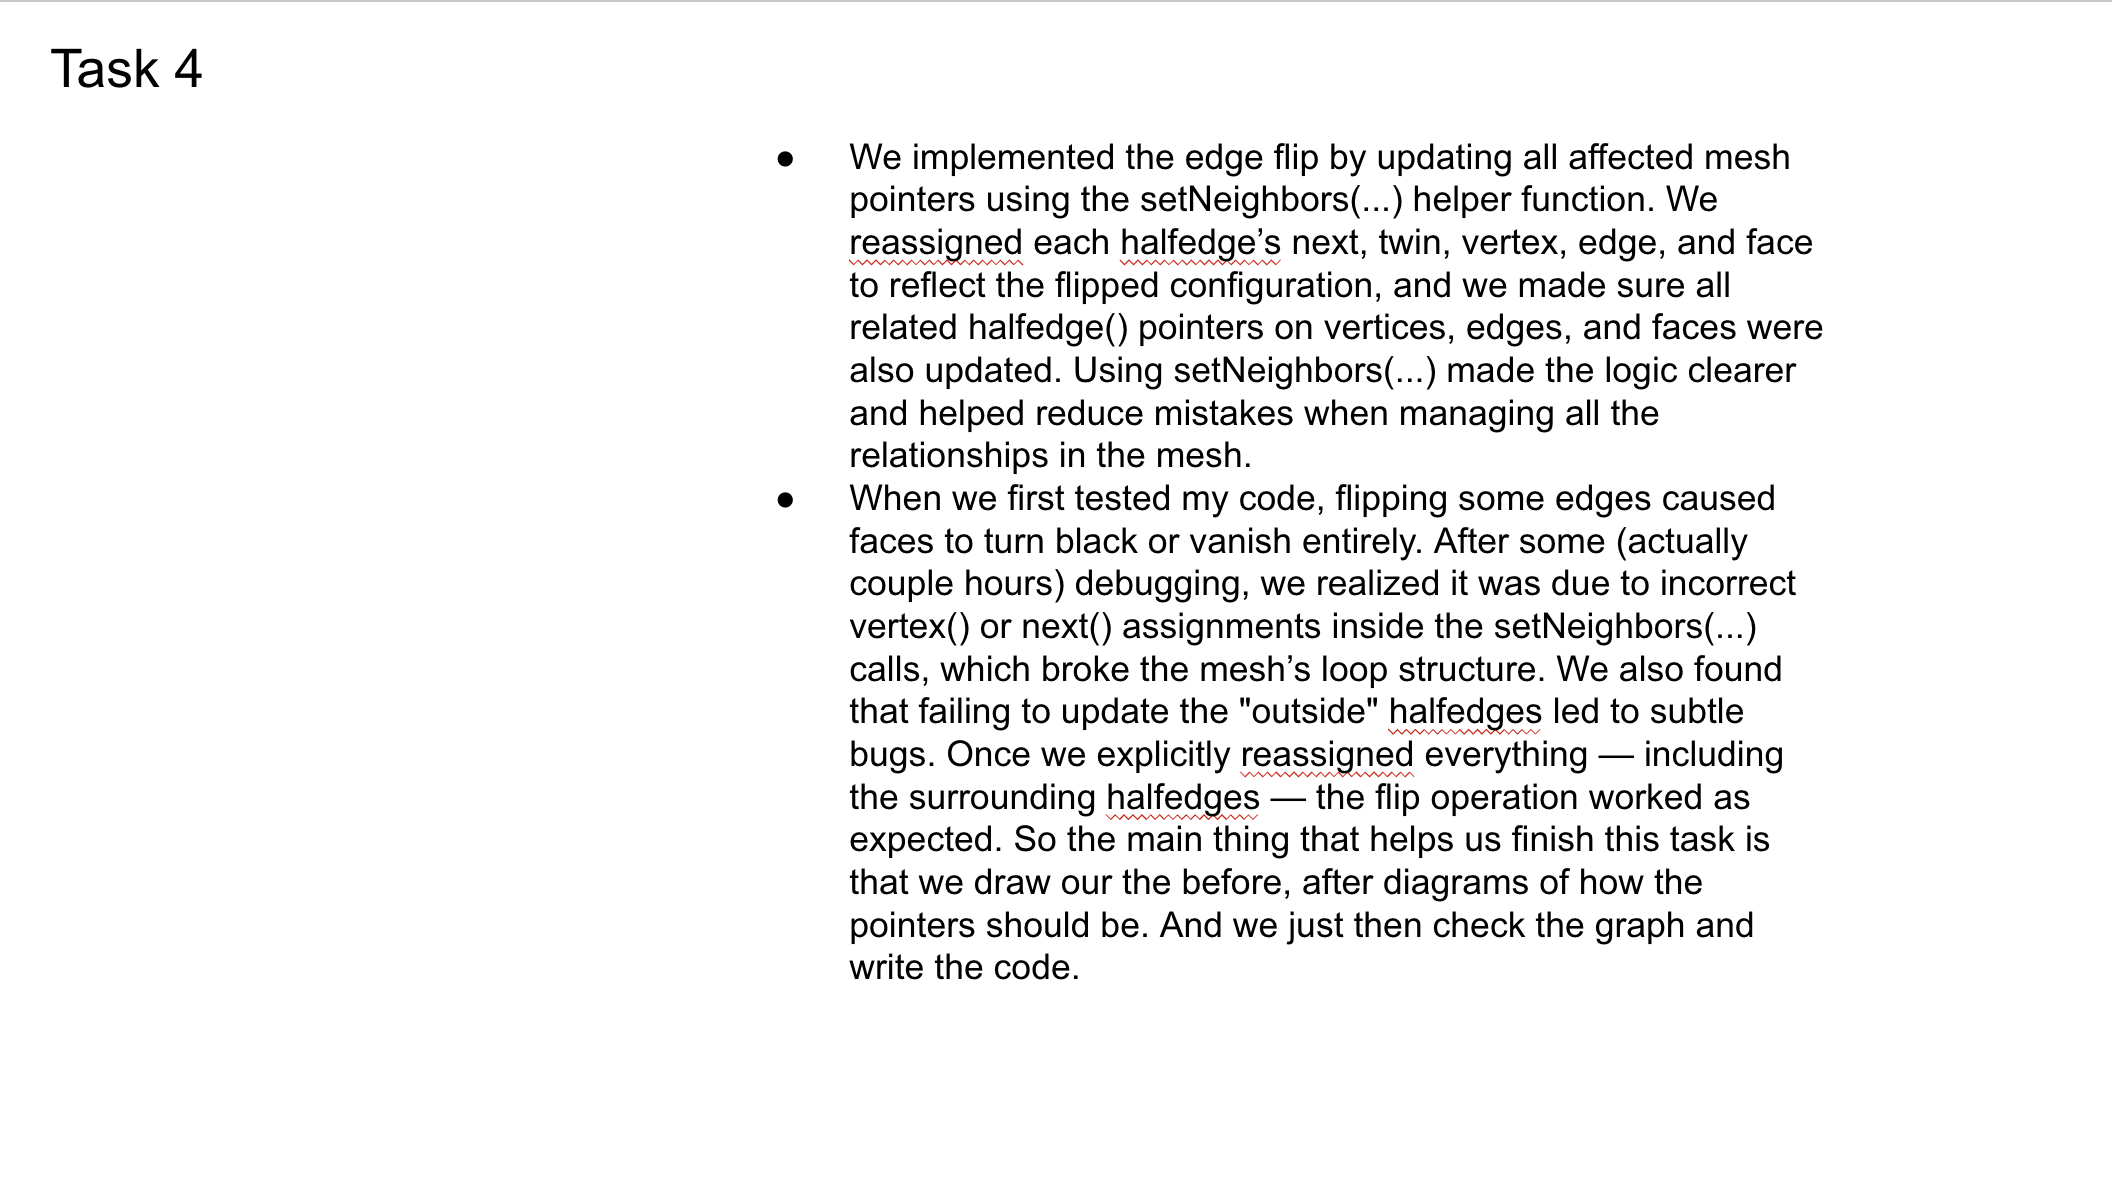 Task 4
● We implemented the edge flip by updating all affected mesh
pointers using the setNeighbors(...) helper function. We
reassigned each halfedge’s next, twin, vertex, edge, and face
to reflect the flipped configuration, and we made sure all
related halfedge() pointers on vertices, edges, and faces were
also updated. Using setNeighbors(...) made the logic clearer
and helped reduce mistakes when managing all the
relationships in the mesh.
● When we first tested my code, flipping some edges caused
faces to turn black or vanish entirely. After some (actually
couple hours) debugging, we realized it was due to incorrect
vertex() or next() assignments inside the setNeighbors(...)
calls, which broke the mesh’s loop structure. We also found
that failing to update the "outside" halfedges led to subtle
bugs. Once we explicitly reassigned everything — including
the surrounding halfedges — the flip operation worked as
expected. So the main thing that helps us finish this task is
that we draw our the before, after diagrams of how the
pointers should be. And we just then check the graph and
write the code.